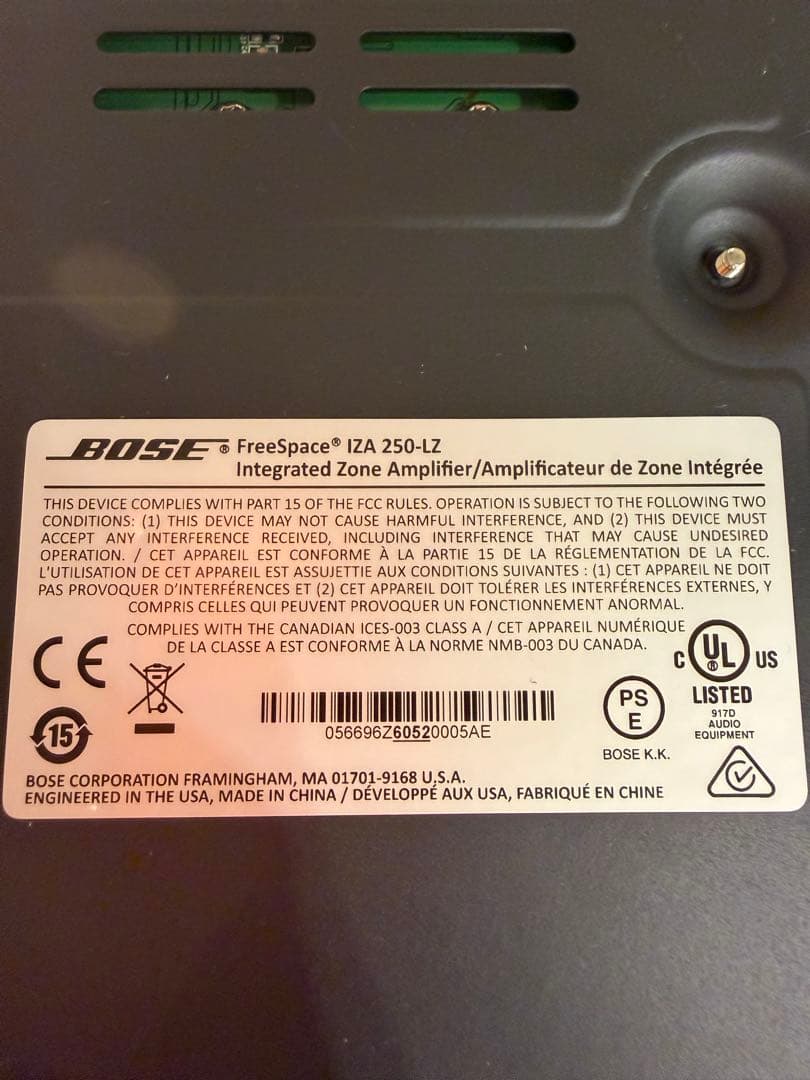 BOSE® FreeSpace® IZA 250-LZ
Integrated Zone Amplifier/Amplificateur de Zone Intégrée
THIS DEVICE COMPLIES WITH PART 15 OF THE FCC RULES. OPERATION IS SUBJECT TO THE FOLLOWING TWO
CONDITIONS: (1) THIS DEVICE MAY NOT CAUSE HARMFUL INTERFERENCE, AND (2) THIS DEVICE MUST
ACCEPT ANY INTERFERENCE RECEIVED, INCLUDING INTERFERENCE THAT MAY CAUSE UNDESIRED
OPERATION. / CET APPAREIL EST CONFORME À LA PARTIE 15 DE LA RÉGLEMENTATION DE LA FCC.
L'UTILISATION DE CET APPAREIL EST ASSUJETTIE AUX CONDITIONS SUIVANTES : (1) CET APPAREIL NE DOIT
PAS PROVOQUER D'INTERFÉRENCES ET (2) CET APPAREIL DOIT TOLÉRER LES INTERFÉRENCES EXTERNES, Y
COMPRIS CELLES QUI PEUVENT PROVOQUER UN FONCTIONNEMENT ANORMAL.
COMPLIES WITH THE CANADIAN ICES-003 CLASS A / CET APPAREIL NUMÉRIQUE
DE LA CLASSE A EST CONFORME À LA NORME NMB-003 DU CANADA.
CE
C UL® US
LISTED
917D
AUDIO
EQUIPMENT
PS
E
BOSE K.K.
15
056696Z60520005AE
BOSE CORPORATION FRAMINGHAM, MA 01701-9168 U.S.A.
ENGINEERED IN THE USA, MADE IN CHINA / DÉVELOPPÉ AUX USA, FABRIQUÉ EN CHINE